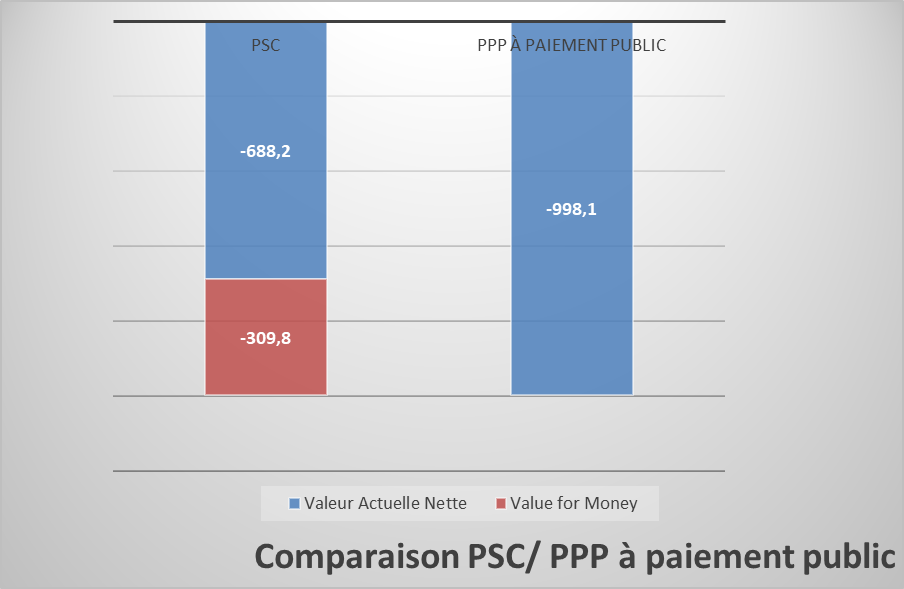 PSC
PPP À PAIEMENT PUBLIC
-688,2
-998,1
-309,8
Valeur Actuelle Nette
Value for Money
Comparaison PSC/ PPP à paiement public